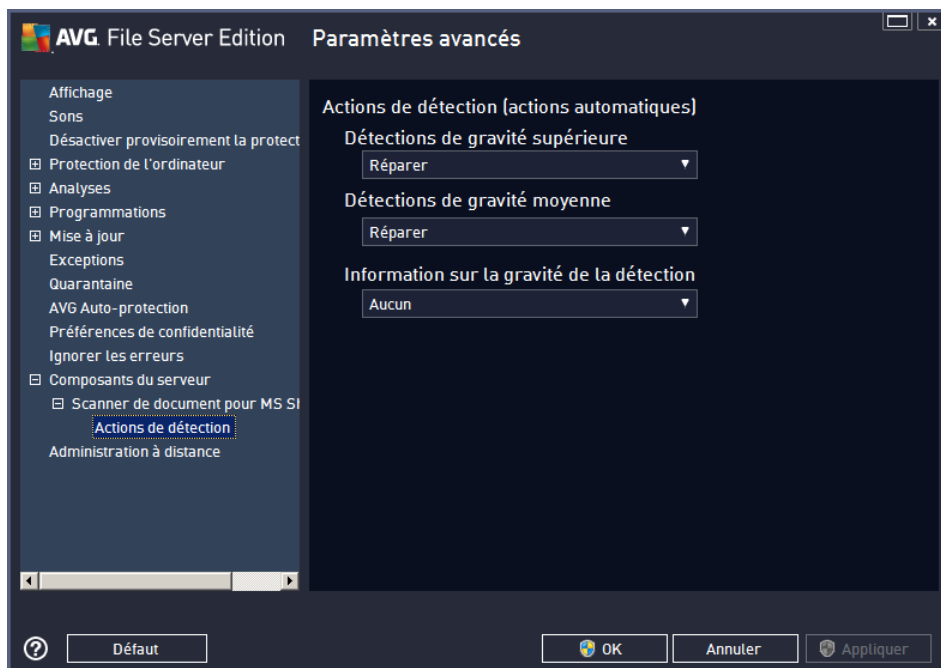 AVG File Server Edition Paramètres avancés
Affichage
Sons
Désactiver provisoirement la protect
Protection de l'ordinateur
Analyses
Programmations
Mise à jour
Exceptions
Quarantaine
AVG Auto-protection
Préférences de confidentialité
Ignorer les erreurs
Composants du serveur
Scanner de document pour MS SI
Actions de détection
Administration à distance
Actions de détection (actions automatiques)
Détections de gravité supérieure
Réparer
Détections de gravité moyenne
Réparer
Information sur la gravité de la détection
Aucun
? Défaut OK Annuler Appliquer